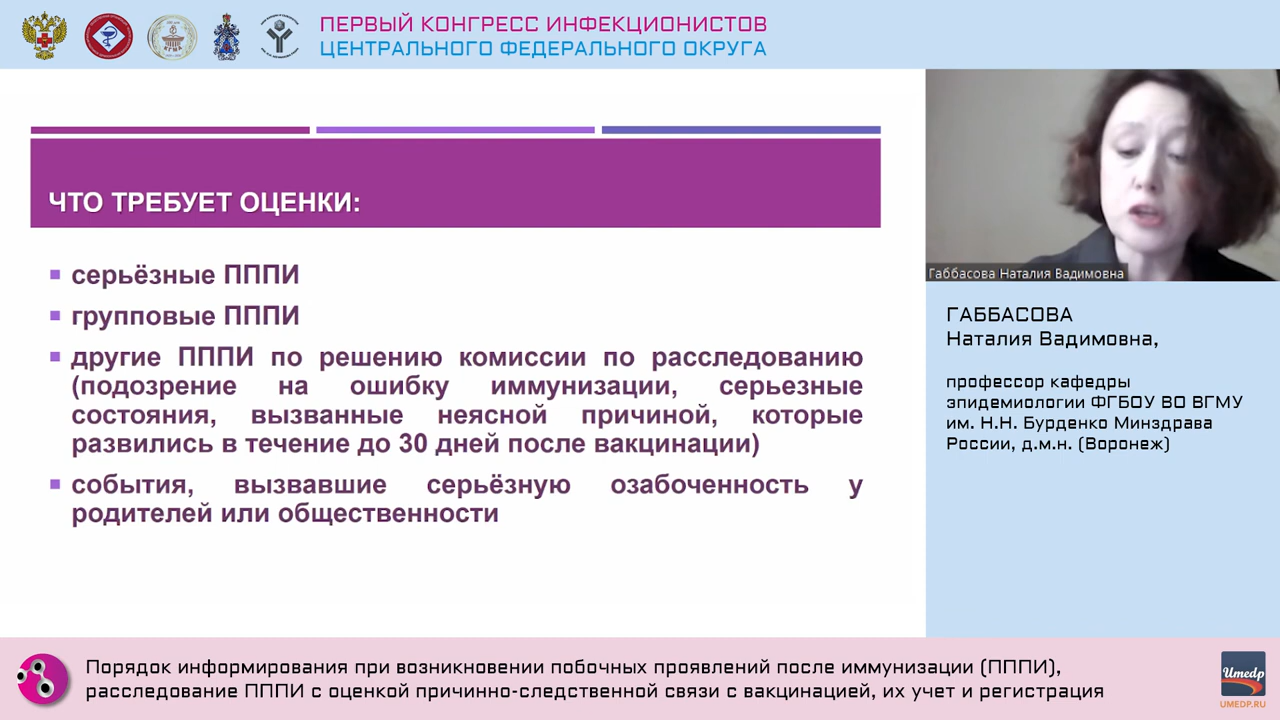 ПЕРВЫЙ КОНГРЕСС ИНФЕКЦИОНИСТОВ
ЦЕНТРАЛЬНОГО ФЕДЕРАЛЬНОГО ОКРУГА
ЧТО ТРЕБУЕТ ОЦЕНКИ:
серьёзные ПППИ
групповые ПППИ
другие ПППИ по решению комиссии по расследованию
(подозрение на ошибку иммунизации, серьезные
состояния, вызванные неясной причиной, которые
развились в течение до 30 дней после вакцинации)
события, вызвавшие серьёзную озабоченность у
родителей или общественности
Габбасова Наталия Вадимовна
ГАББАСОВА
Наталия Вадимовна,
профессор кафедры
эпидемиологии ФГБОУ ВО ВГМУ
им. Н.Н. Бурденко Минздрава
России, д.м.н. (Воронеж)
Порядок информирования при возникновении побочных проявлений после иммунизации (ПППИ),
расследование ПППИ с оценкой причинно-следственной связи с вакцинацией, их учет и регистрация
Umedp
UMEDP.RU